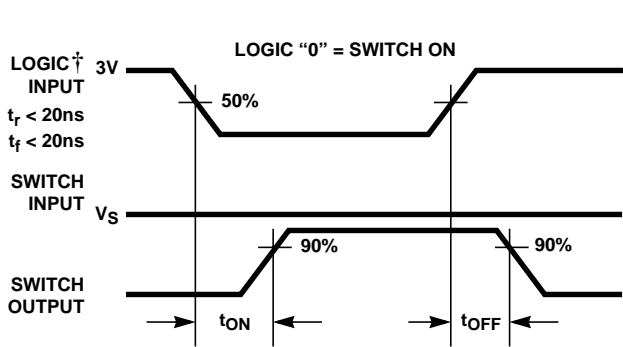 LOGIC “0” = SWITCH ON
LOGIC† 3V
INPUT
tr < 20ns
tf < 20ns
50%
SWITCH
INPUT
VS
90%
90%
SWITCH
OUTPUT
tON
tOFF